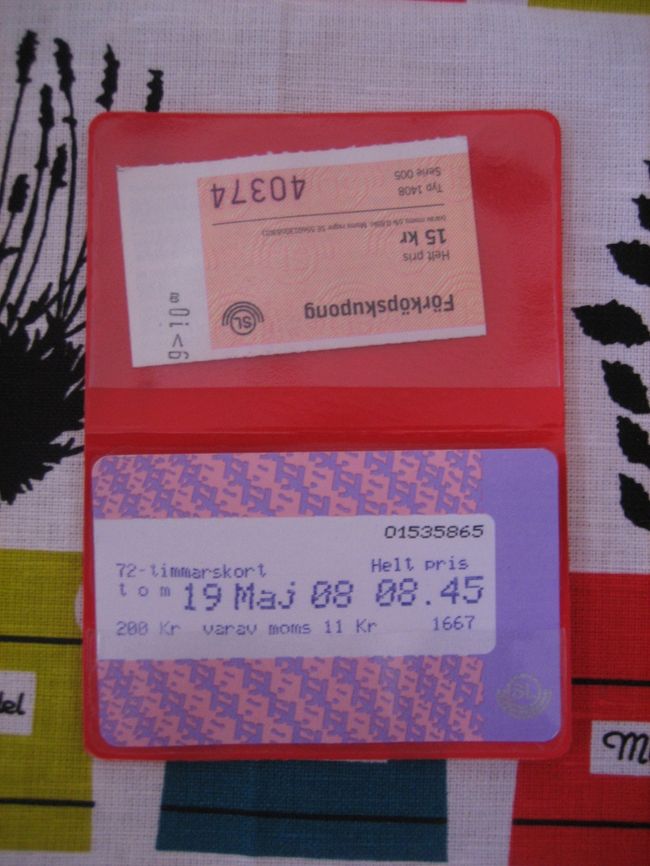 Förköpskupong
SL
Helt pris
15 kr
Typ 1408
Serie 005
40374
01535865
72-timmarskort Helt pris
t o m 19 Maj 08 08.45
200 Kr varav moms 11 Kr 1667
SL